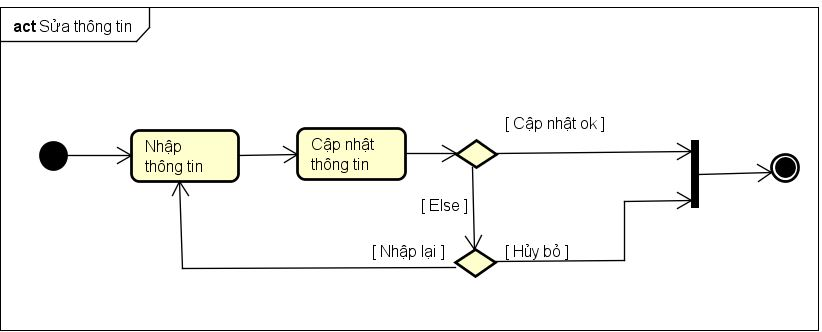 act Sửa thông tin
Nhập
thông tin
Cập nhật
thông tin
[ Cập nhật ok ]
[ Else ]
[ Nhập lại ]
[ Hủy bỏ ]